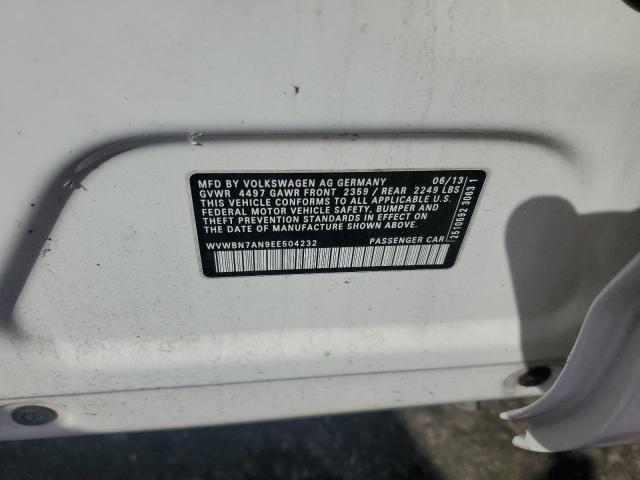 MFD BY VOLKSWAGEN AG GERMANY 06/13
GVWR 4497 GAWR FRONT 2359 / REAR 2249 LBS
THIS VEHICLE CONFORMS TO ALL APPLICABLE U.S.
FEDERAL MOTOR VEHICLE SAFETY, BUMPER AND
THEFT PREVENTION STANDARDS IN EFFECT ON THE
DATE OF MANUFACTURE SHOWN ABOVE.
WVWBN7AN9EE504232 PASSENGER CAR
2510692 3063 1